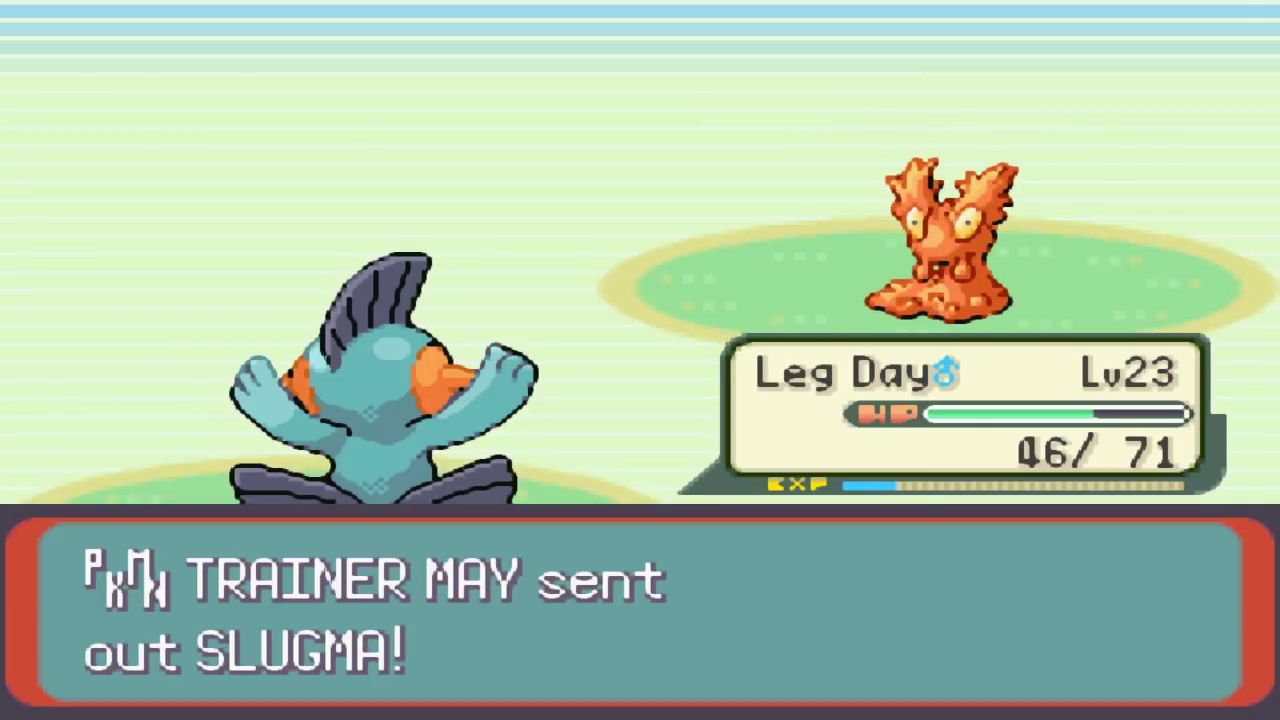 Leg Day♂ Lv23
HP
46/ 71
EXP
PKMN TRAINER MAY sent
out SLUGMA!